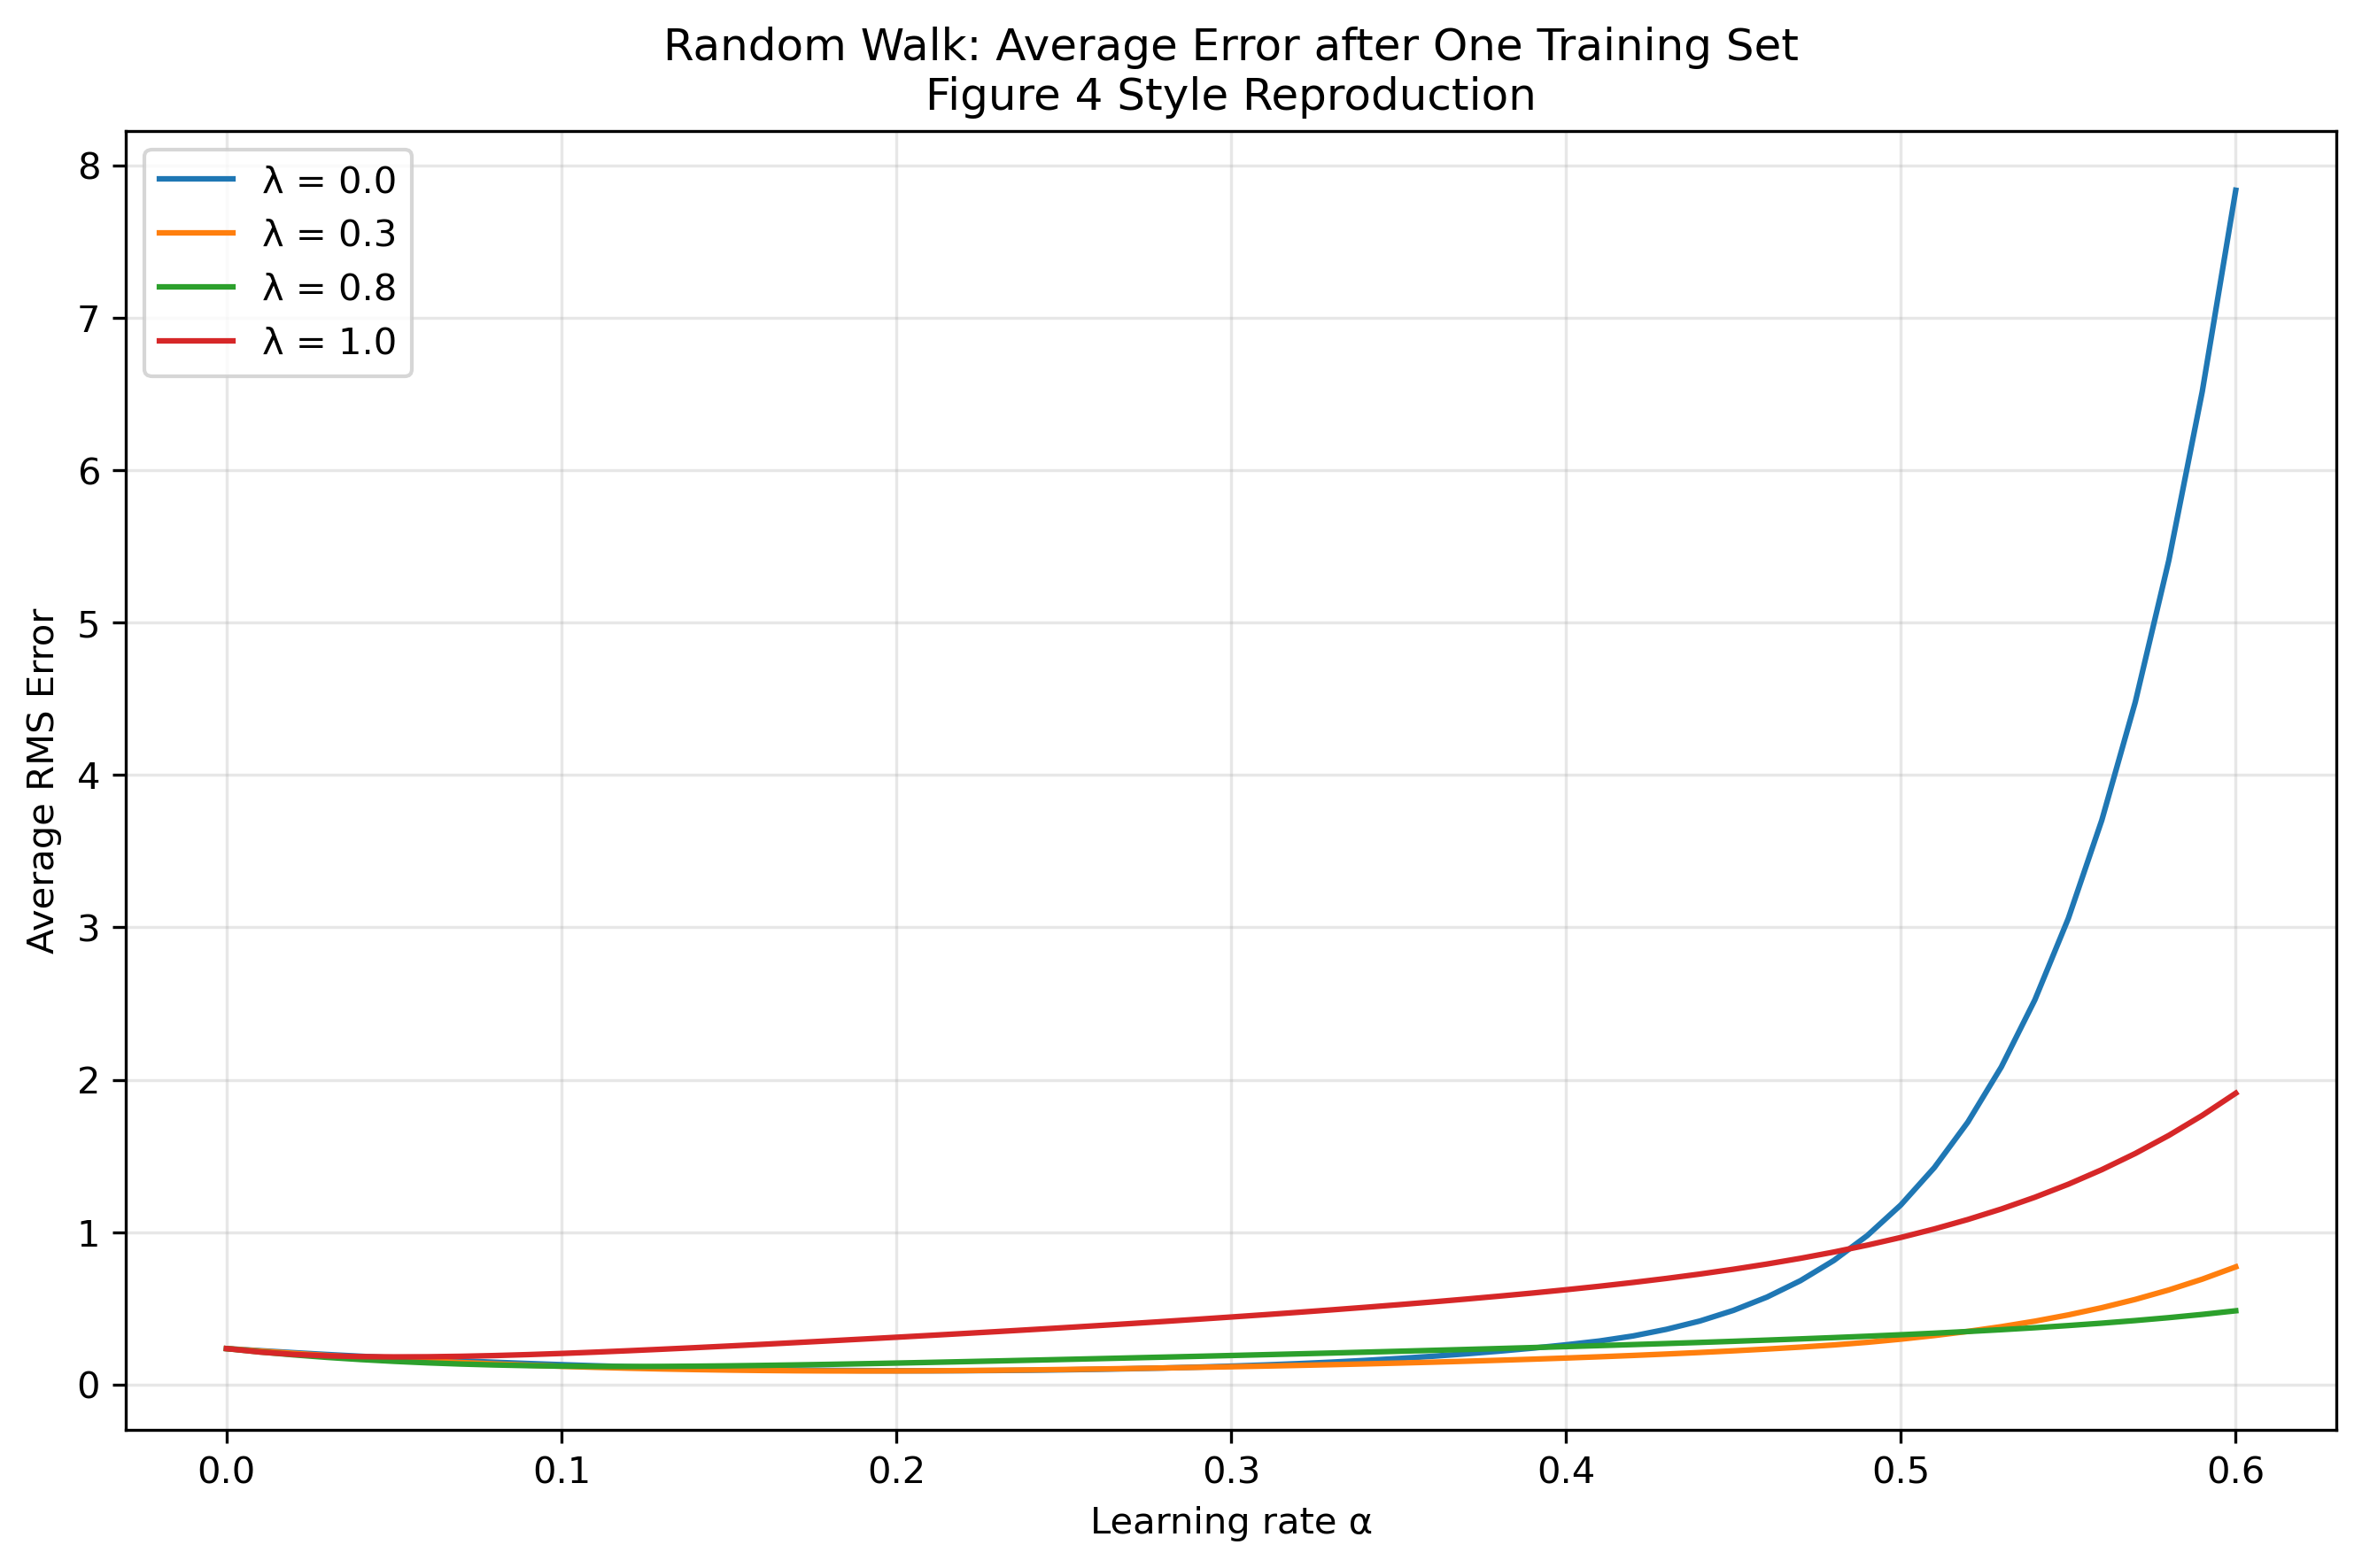 Random Walk: Average Error after One Training Set
Figure 4 Style Reproduction
λ = 0.0
λ = 0.3
λ = 0.8
λ = 1.0
Average RMS Error
8
7
6
5
4
3
2
1
0
0.0
0.1
0.2
0.3
0.4
0.5
0.6
Learning rate α